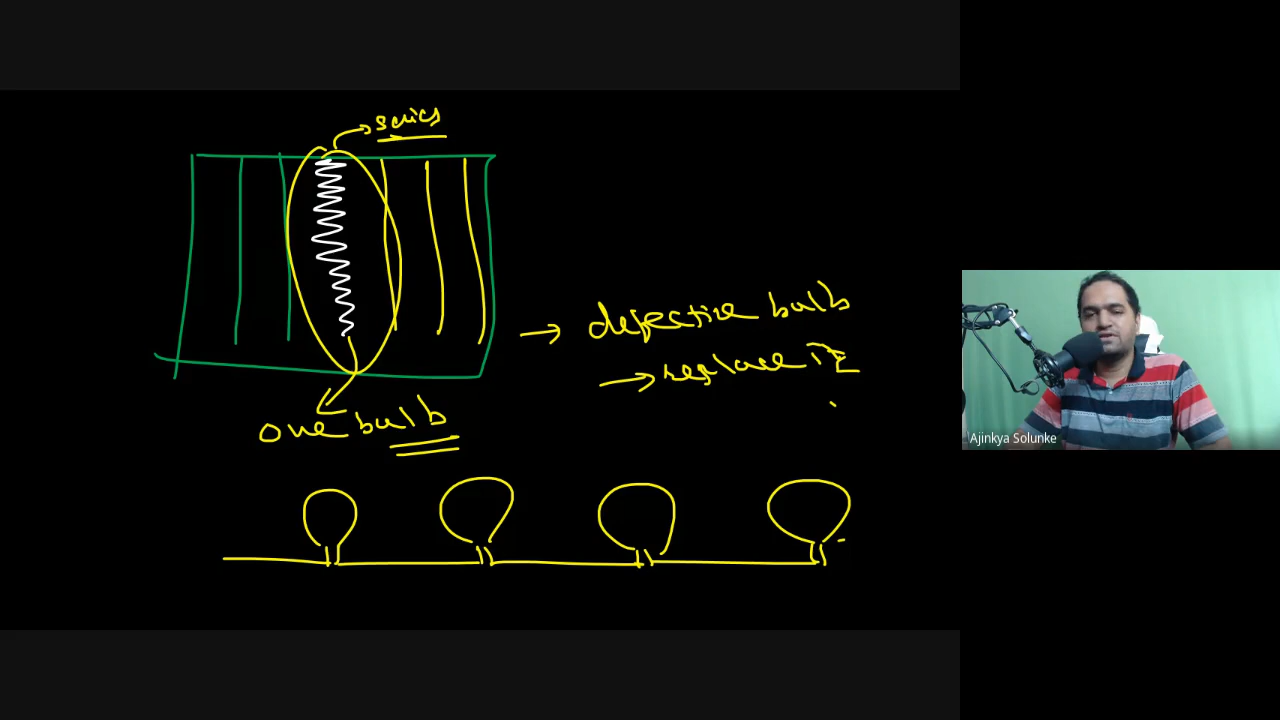 series
→ defective bulb
→ replace it
one bulb
Ajinkya Solunke